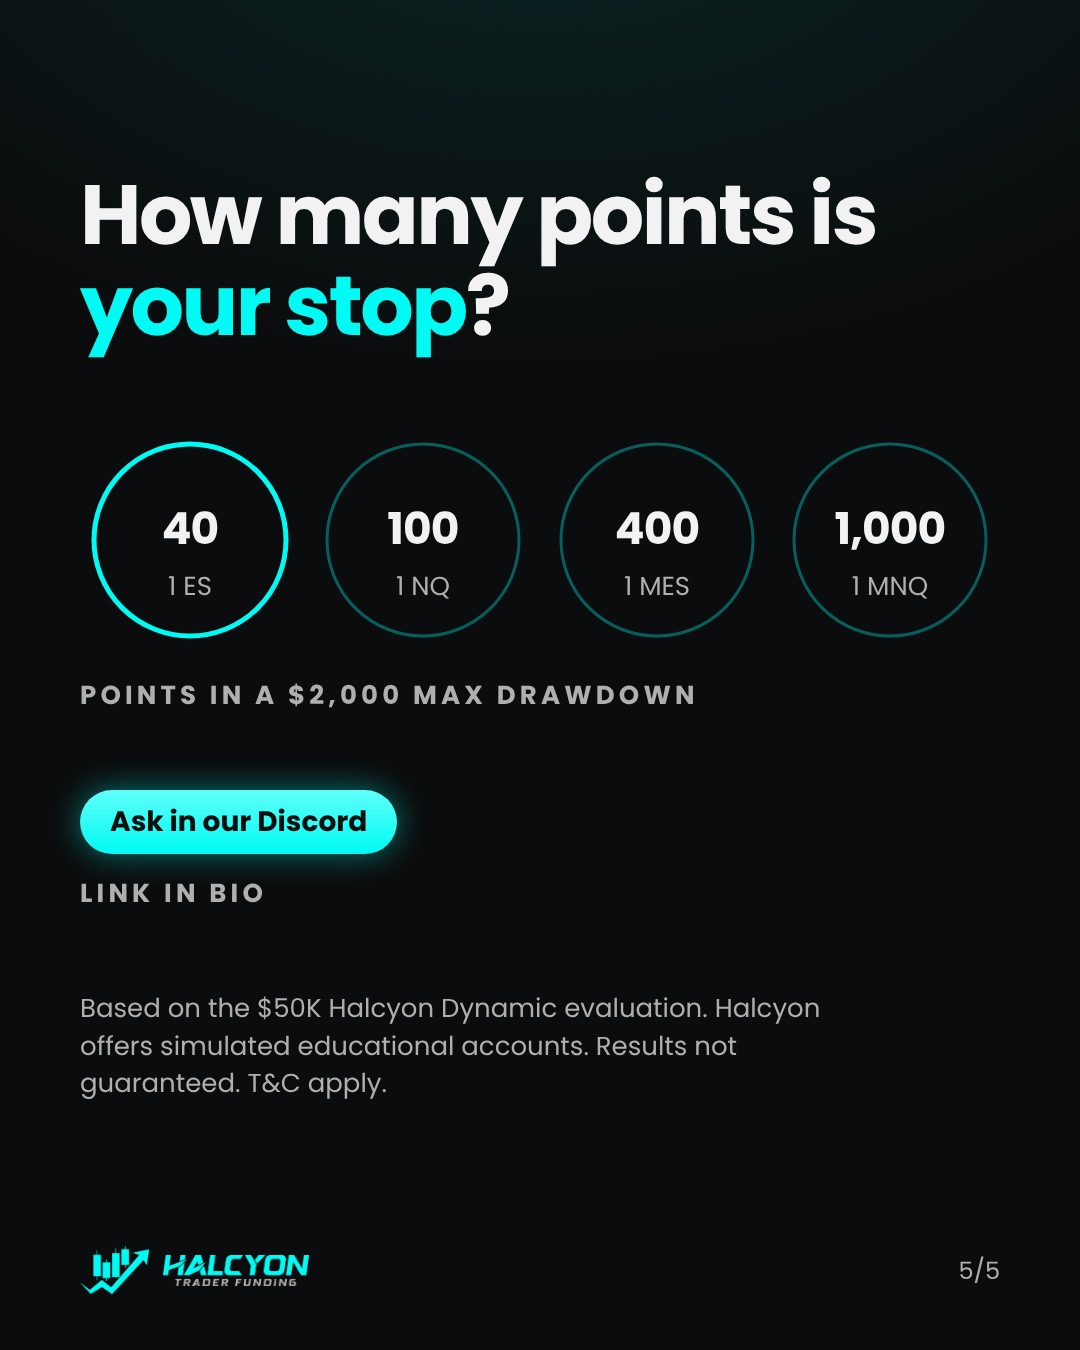 How many points is
your stop?
40
1 ES
100
1 NQ
400
1 MES
1,000
1 MNQ
POINTS IN A $2,000 MAX DRAWDOWN
Ask in our Discord
LINK IN BIO
Based on the $50K Halcyon Dynamic evaluation. Halcyon
offers simulated educational accounts. Results not
guaranteed. T&C apply.
HALCYON
TRADER FUNDING
5/5